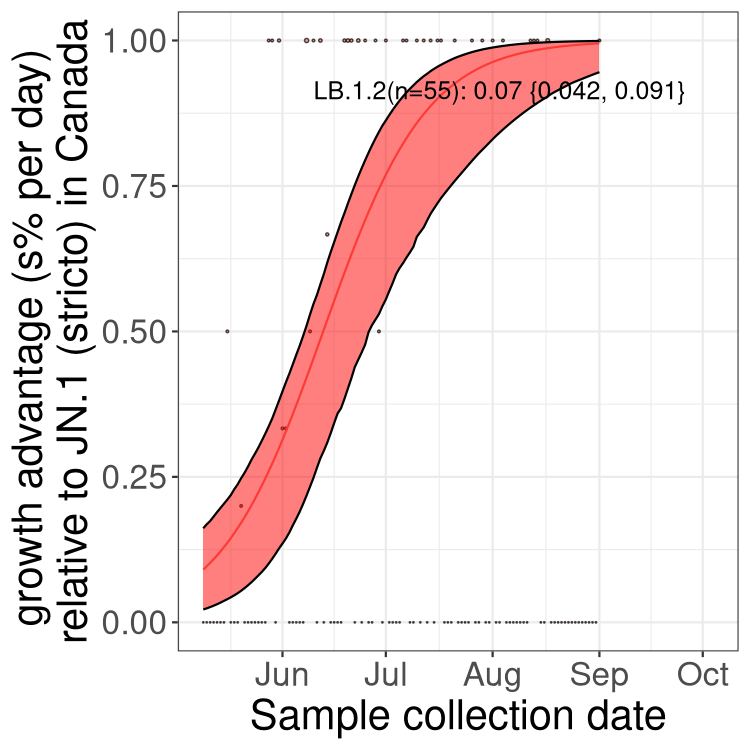 growth advantage (s% per day)
relative to JN.1 (stricto) in Canada
1.00
0.75
0.50
0.25
0.00
LB.1.2(n=55): 0.07 {0.042, 0.091}
Jun Jul Aug Sep Oct
Sample collection date